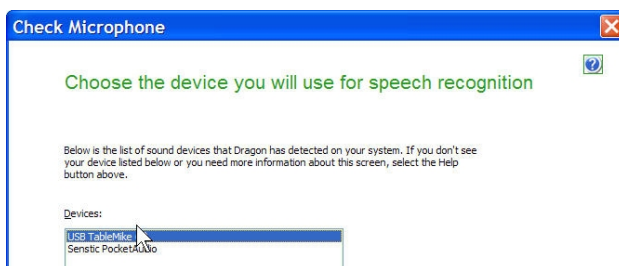 Check Microphone
Choose the device you will use for speech recognition
Below is the list of sound devices that Dragon has detected on your system. If you don't see
your device listed below or you need more information about this screen, select the Help
button above.
Devices:
USB TableMike
Senstic PocketAudio